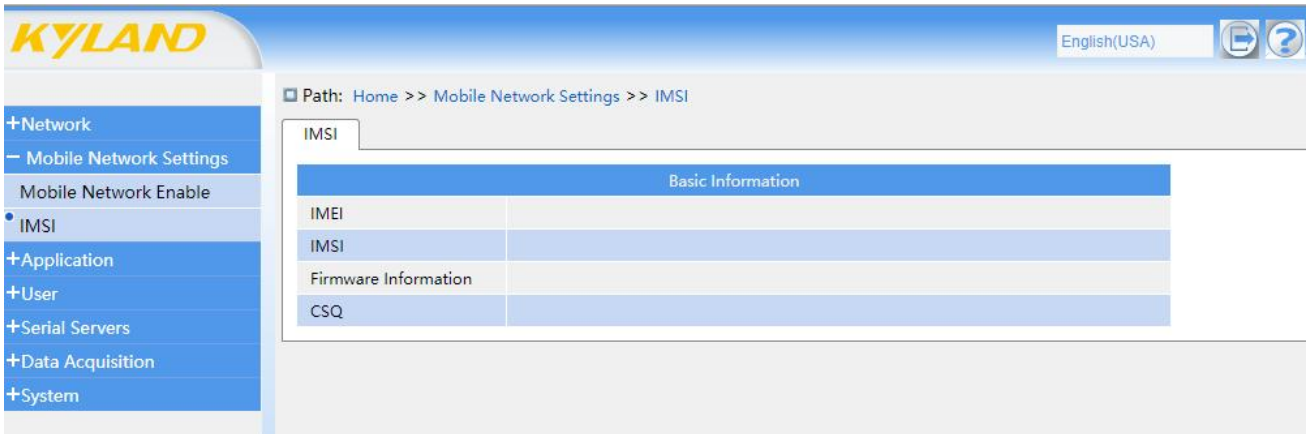 KYLAND
English(USA)
Path: Home >> Mobile Network Settings >> IMSI
+Network
− Mobile Network Settings
Mobile Network Enable
IMSI
+Application
+User
+Serial Servers
+Data Acquisition
+System
IMSI
Basic Information
IMEI
IMSI
Firmware Information
CSQ